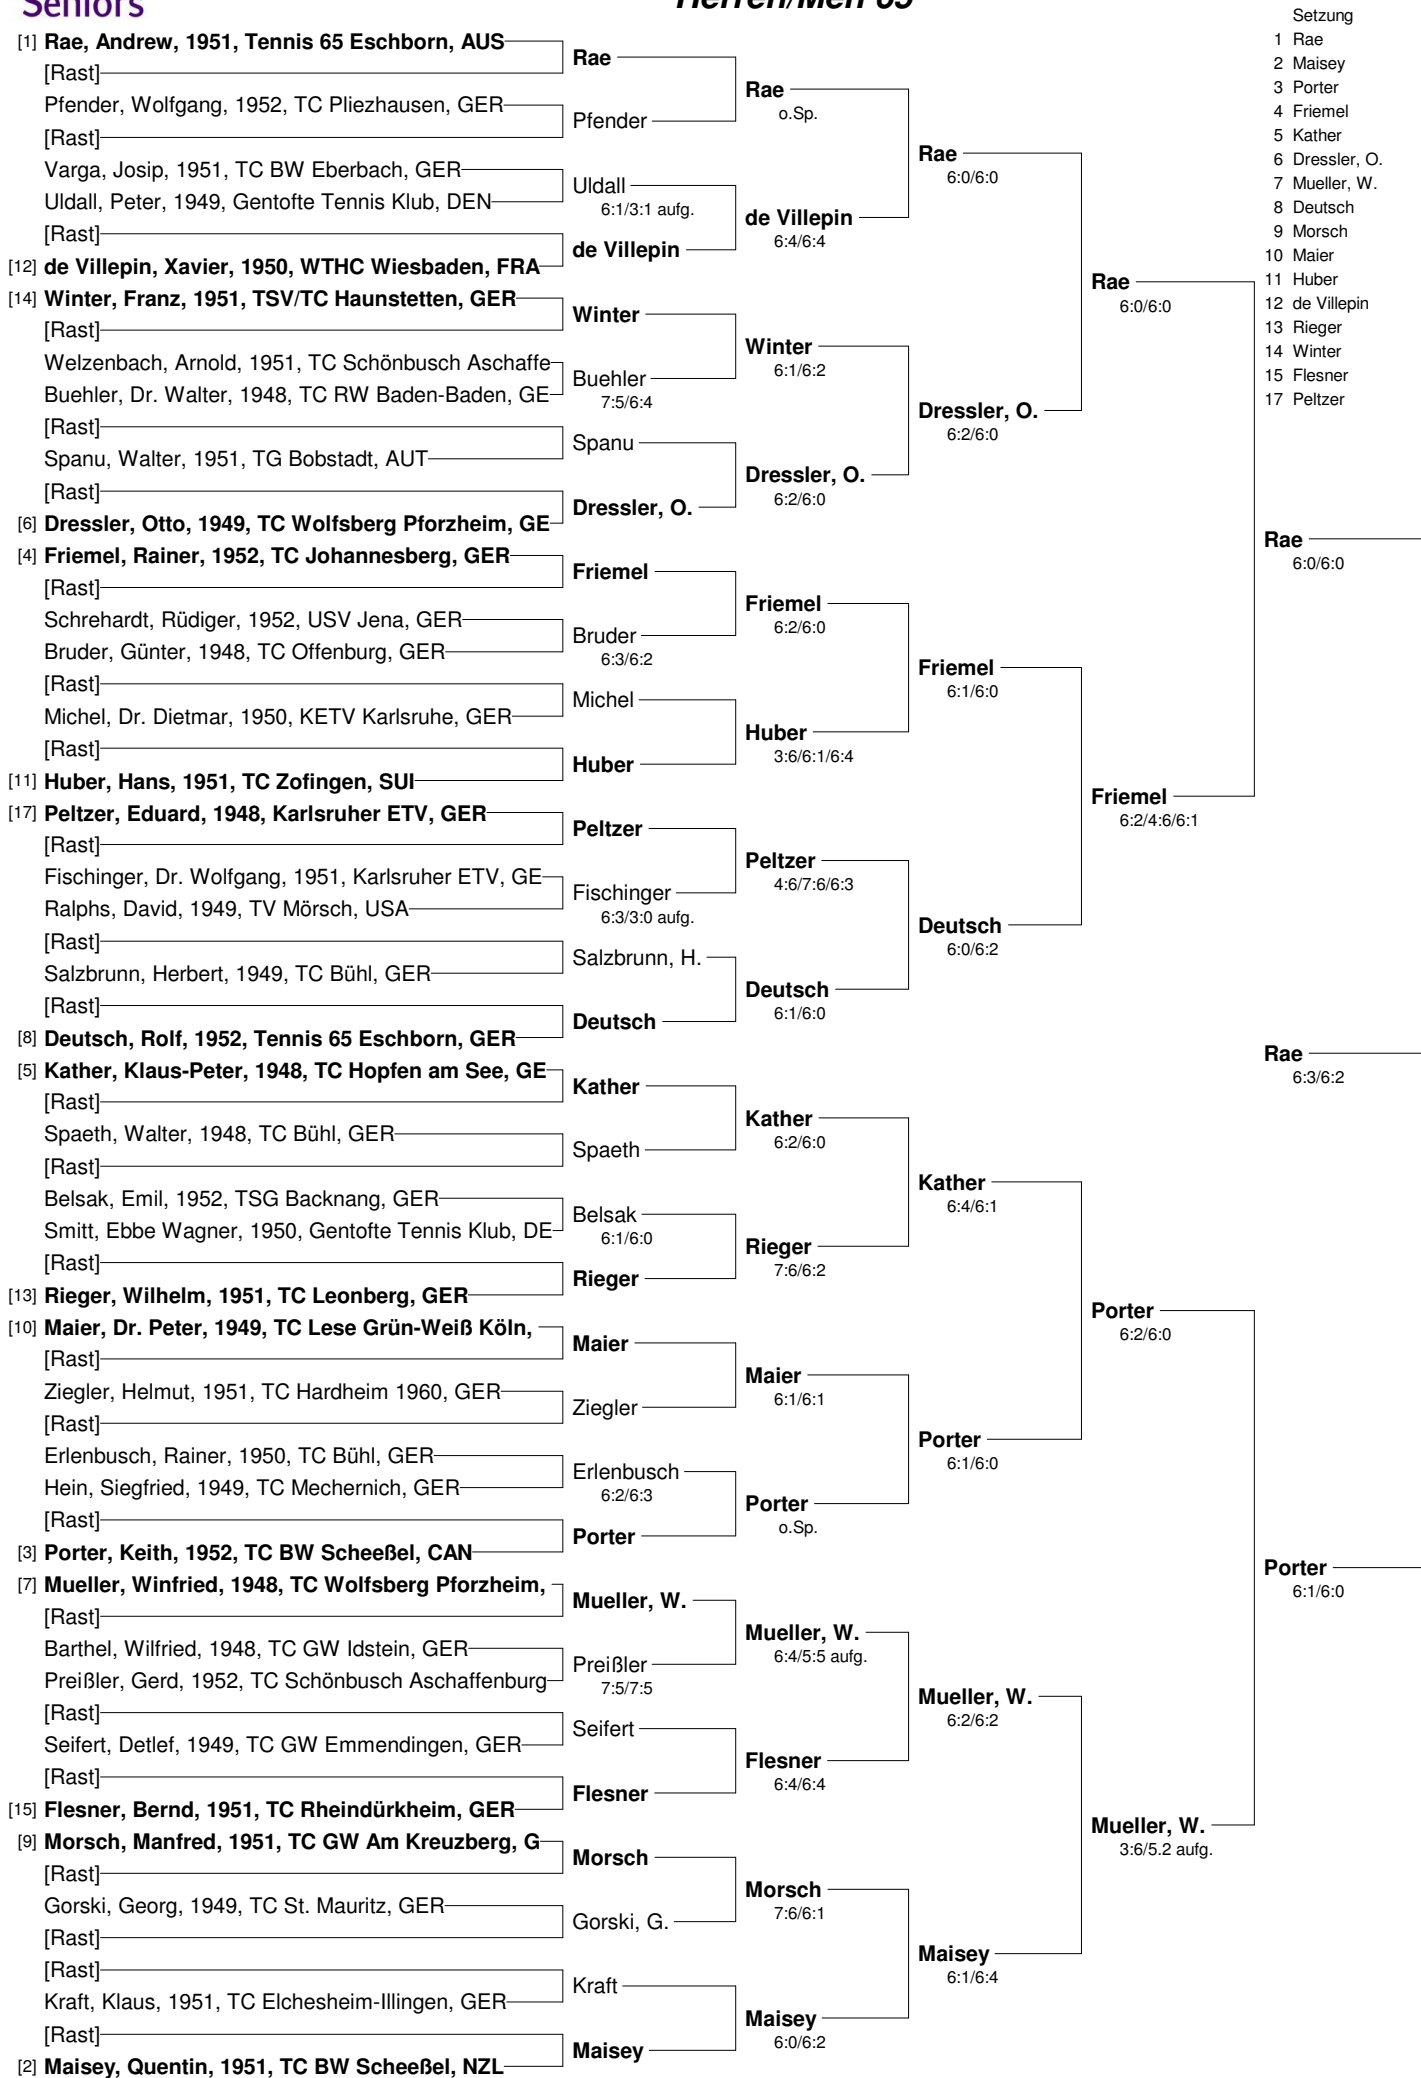 Seniors
Herren/Men 65
Setzung
1 Rae
2 Maisey
3 Porter
4 Friemel
5 Kather
6 Dressler, O.
7 Mueller, W.
8 Deutsch
9 Morsch
10 Maier
11 Huber
12 de Villepin
13 Rieger
14 Winter
15 Flesner
17 Peltzer
[1] Rae, Andrew, 1951, Tennis 65 Eschborn, AUS
[Rast]
Pfender, Wolfgang, 1952, TC Pliezhausen, GER
[Rast]
Varga, Josip, 1951, TC BW Eberbach, GER
Uldall, Peter, 1949, Gentofte Tennis Klub, DEN
[Rast]
[12] de Villepin, Xavier, 1950, WTHC Wiesbaden, FRA
[14] Winter, Franz, 1951, TSV/TC Haunstetten, GER
[Rast]
Welzenbach, Arnold, 1951, TC Schönbusch Aschaffe
Buehler, Dr. Walter, 1948, TC RW Baden-Baden, GE
[Rast]
Spanu, Walter, 1951, TG Bobstadt, AUT
[Rast]
[6] Dressler, Otto, 1949, TC Wolfsberg Pforzheim, GE
[4] Friemel, Rainer, 1952, TC Johannesberg, GER
[Rast]
Schrehardt, Rüdiger, 1952, USV Jena, GER
Bruder, Günter, 1948, TC Offenburg, GER
[Rast]
Michel, Dr. Dietmar, 1950, KETV Karlsruhe, GER
[Rast]
[11] Huber, Hans, 1951, TC Zofingen, SUI
[17] Peltzer, Eduard, 1948, Karlsruher ETV, GER
[Rast]
Fischinger, Dr. Wolfgang, 1951, Karlsruher ETV, GE
Ralphs, David, 1949, TV Mörsch, USA
[Rast]
Salzbrunn, Herbert, 1949, TC Bühl, GER
[Rast]
[8] Deutsch, Rolf, 1952, Tennis 65 Eschborn, GER
[5] Kather, Klaus-Peter, 1948, TC Hopfen am See, GE
[Rast]
Spaeth, Walter, 1948, TC Bühl, GER
[Rast]
Belsak, Emil, 1952, TSG Backnang, GER
Smitt, Ebbe Wagner, 1950, Gentofte Tennis Klub, DE
[Rast]
[13] Rieger, Wilhelm, 1951, TC Leonberg, GER
[10] Maier, Dr. Peter, 1949, TC Lese Grün-Weiß Köln,
[Rast]
Ziegler, Helmut, 1951, TC Hardheim 1960, GER
[Rast]
Erlenbusch, Rainer, 1950, TC Bühl, GER
Hein, Siegfried, 1949, TC Mechernich, GER
[Rast]
[3] Porter, Keith, 1952, TC BW Scheeßel, CAN
[7] Mueller, Winfried, 1948, TC Wolfsberg Pforzheim,
[Rast]
Barthel, Wilfried, 1948, TC GW Idstein, GER
Preißler, Gerd, 1952, TC Schönbusch Aschaffenburg
[Rast]
Seifert, Detlef, 1949, TC GW Emmendingen, GER
[Rast]
[15] Flesner, Bernd, 1951, TC Rheindürkheim, GER
[9] Morsch, Manfred, 1951, TC GW Am Kreuzberg, G
[Rast]
Gorski, Georg, 1949, TC St. Mauritz, GER
[Rast]
[Rast]
Kraft, Klaus, 1951, TC Elchesheim-Illingen, GER
[Rast]
[2] Maisey, Quentin, 1951, TC BW Scheeßel, NZL
Rae
Pfender
Uldall
6:1/3:1 aufg.
de Villepin
Winter
Buehler
7:5/6:4
Spanu
Dressler, O.
Friemel
Bruder
6:3/6:2
Michel
Huber
Peltzer
Fischinger
6:3/3:0 aufg.
Salzbrunn, H.
Deutsch
Kather
Spaeth
Belsak
6:1/6:0
Rieger
Maier
Ziegler
Erlenbusch
6:2/6:3
Porter
Mueller, W.
Preißler
7:5/7:5
Seifert
Flesner
Morsch
Gorski, G.
Kraft
Maisey
Rae
o.Sp.
de Villepin
6:4/6:4
Winter
6:1/6:2
Dressler, O.
6:2/6:0
Friemel
6:2/6:0
Huber
3:6/6:1/6:4
Peltzer
4:6/7:6/6:3
Deutsch
6:1/6:0
Kather
6:2/6:0
Rieger
7:6/6:2
Maier
6:1/6:1
Porter
o.Sp.
Mueller, W.
6:4/5:5 aufg.
Flesner
6:4/6:4
Morsch
7:6/6:1
Maisey
6:0/6:2
Rae
6:0/6:0
Dressler, O.
6:2/6:0
Friemel
6:1/6:0
Deutsch
6:0/6:2
Kather
6:4/6:1
Porter
6:1/6:0
Mueller, W.
6:2/6:2
Maisey
6:1/6:4
Rae
6:0/6:0
Friemel
6:2/4:6/6:1
Porter
6:2/6:0
Mueller, W.
3:6/5.2 aufg.
Rae
6:0/6:0
Rae
6:3/6:2
Porter
6:1/6:0